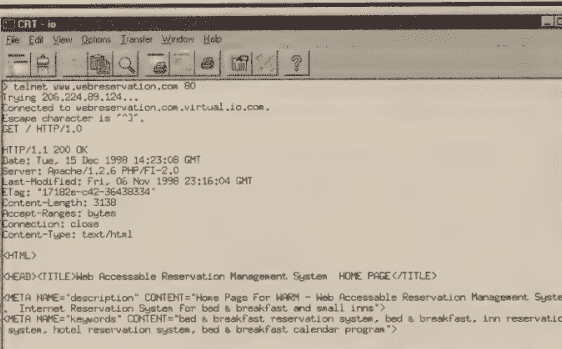 CRT - io
File Edit View Options Transfer Window Help
> telnet www.webreservation.com 80
Trying 206.224.89.124...
Connected to webreservation.com.virtual.io.com.
Escape character is '^]'.
GET / HTTP/1.0
HTTP/1.1 200 OK
Date: Tue, 15 Dec 1998 14:23:08 GMT
Server: Apache/1.2.6 PHP/FI-2.0
Last-Modified: Fri, 06 Nov 1998 23:16:04 GMT
ETag: "17182e-c42-36438334"
Content-Length: 3138
Accept-Ranges: bytes
Connection: close
Content-Type: text/html
<HTML>
<HEAD><TITLE>Web Accessable Reservation Management System HOME PAGE</TITLE>
<META NAME="description" CONTENT="Home Page For WARM - Web Accessable Reservation Management Syste
. Internet Reservation System for bed & breakfast and small inns">
<META NAME="keywords" CONTENT="bed & breakfast reservation system, bed & breakfast, inn reservatio
system, hotel reservation system, bed & breakfast calendar program">